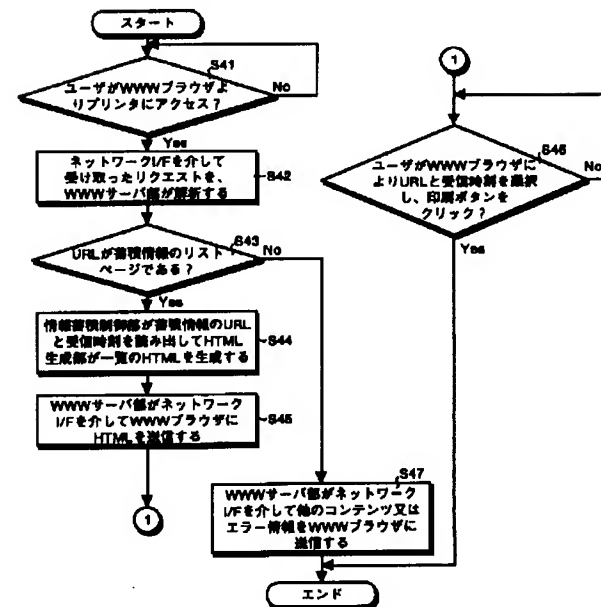 スタート
S41
ユーザがWWWブラウザよ
りプリンタにアクセス？
No
Yes
ネットワークI/Fを介して
受け取ったリクエストを、
WWWサーバ部が解析する
S42
S43
URLが蓄積情報のリスト
ページである？
No
Yes
情報蓄積制御部が蓄積情報のURL
と受信時刻を読み出してHTML
生成部が一覧のHTMLを生成する
S44
WWWサーバ部がネットワーク
I/Fを介してWWWブラウザに
HTMLを送信する
S45
1
1
S46
ユーザがWWWブラウザに
よりURLと受信時刻を選択
し、印刷ボタンを
クリック？
No
Yes
S47
WWWサーバ部がネットワーク
I/Fを介して他のコンテンツ又は
エラー情報をWWWブラウザに
送信する
エンド